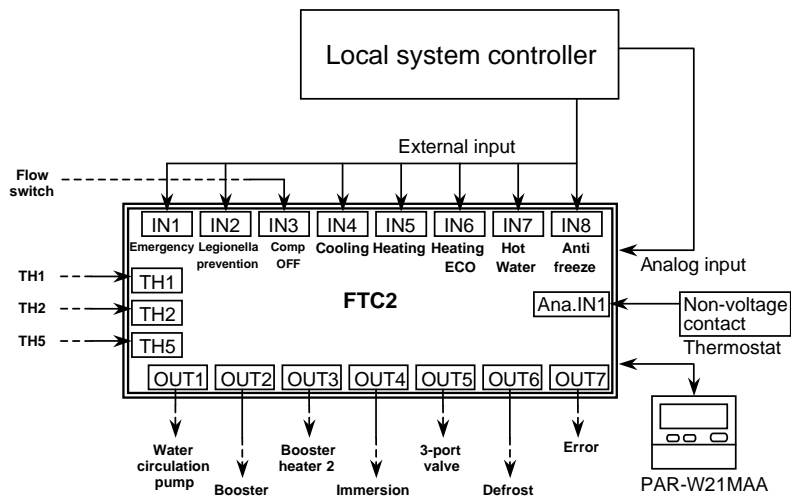 Local system controller
External input
Flow
switch
IN1 IN2 IN3 IN4 IN5 IN6 IN7 IN8
Emergency Legionella Comp Cooling Heating Heating Hot Anti
prevention OFF ECO Water freeze
Analog input
TH1 TH1
FTC2
Ana.IN1
Non-voltage
contact
TH2 TH2
Thermostat
TH5 TH5
OUT1 OUT2 OUT3 OUT4 OUT5 OUT6 OUT7
Water
circulation
pump
Booster
Booster
heater 2
Immersion
3-port
valve
Defrost
Error
PAR-W21MAA